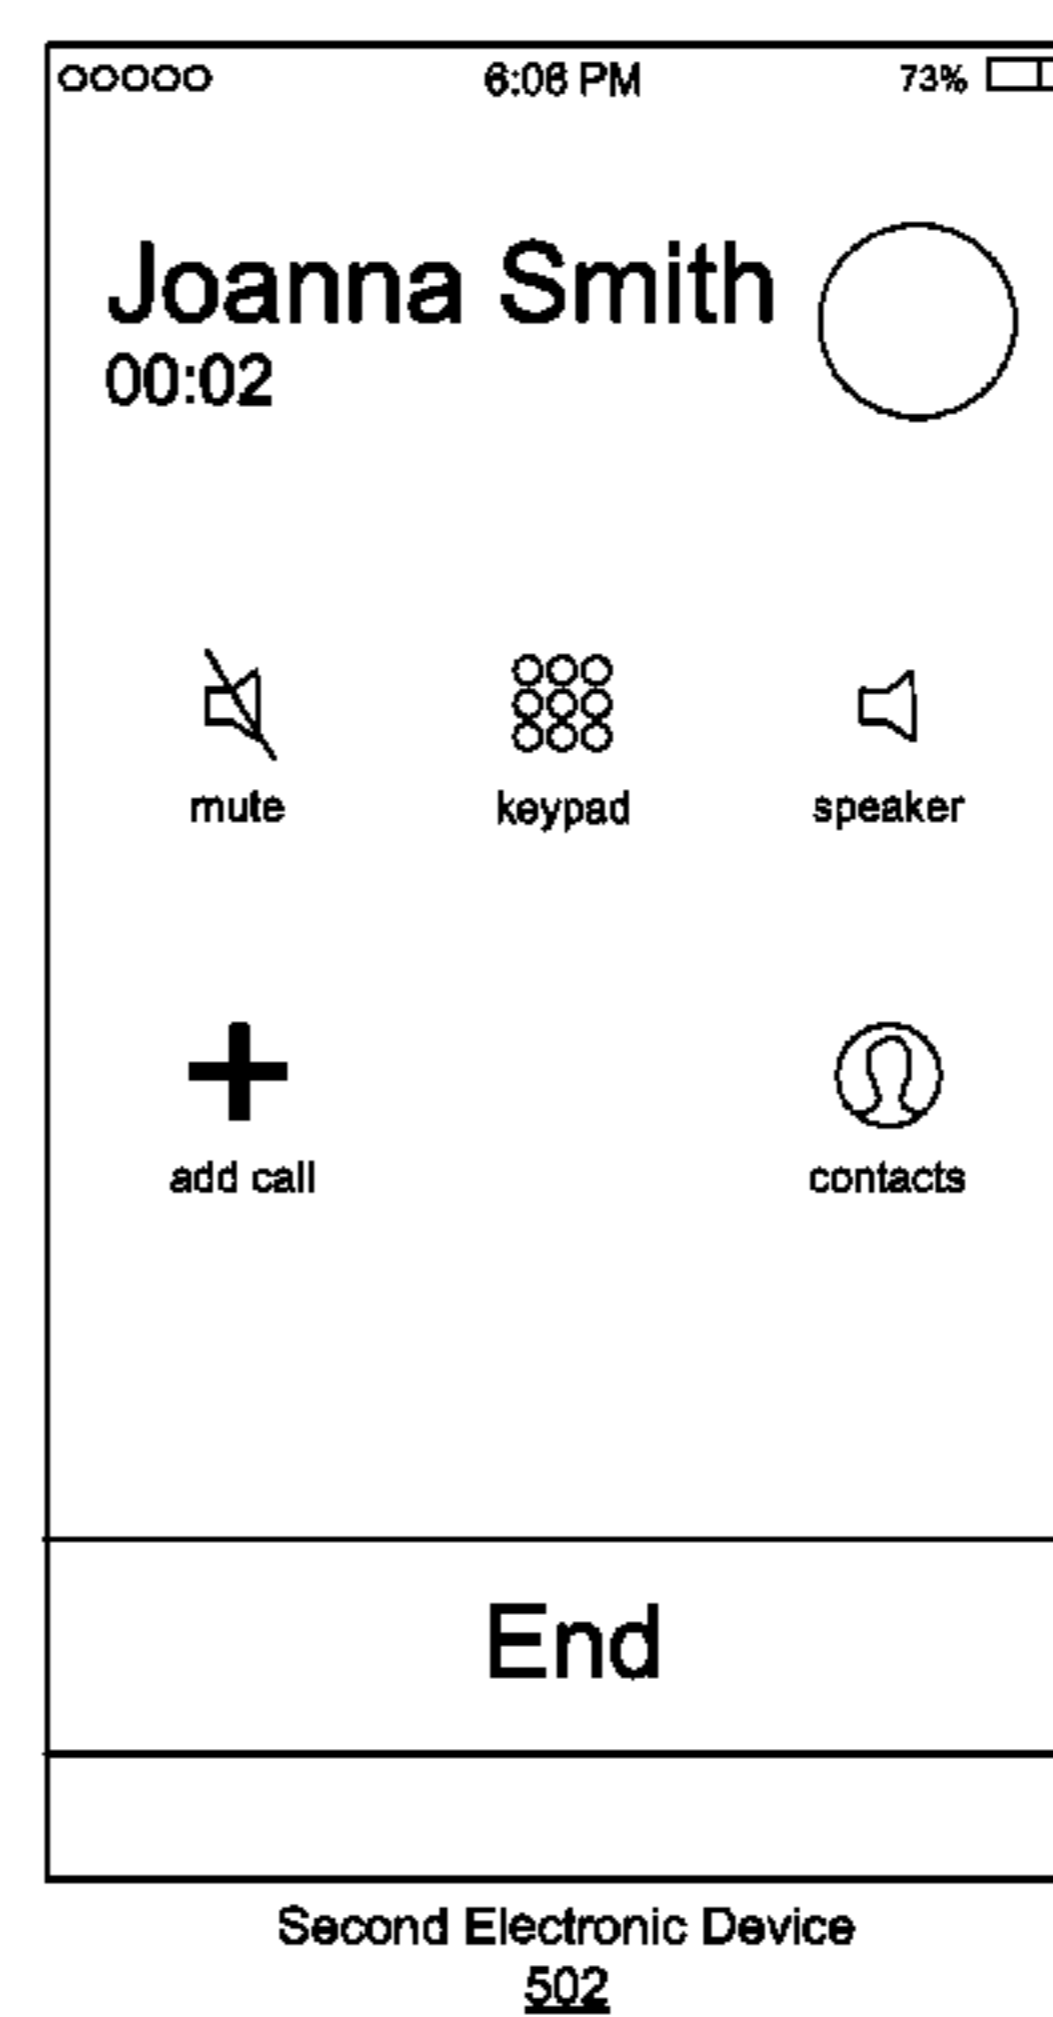 6:06 PM 73%
Joanna Smith
00:02
mute keypad speaker
add call contacts
End
Second Electronic Device
502